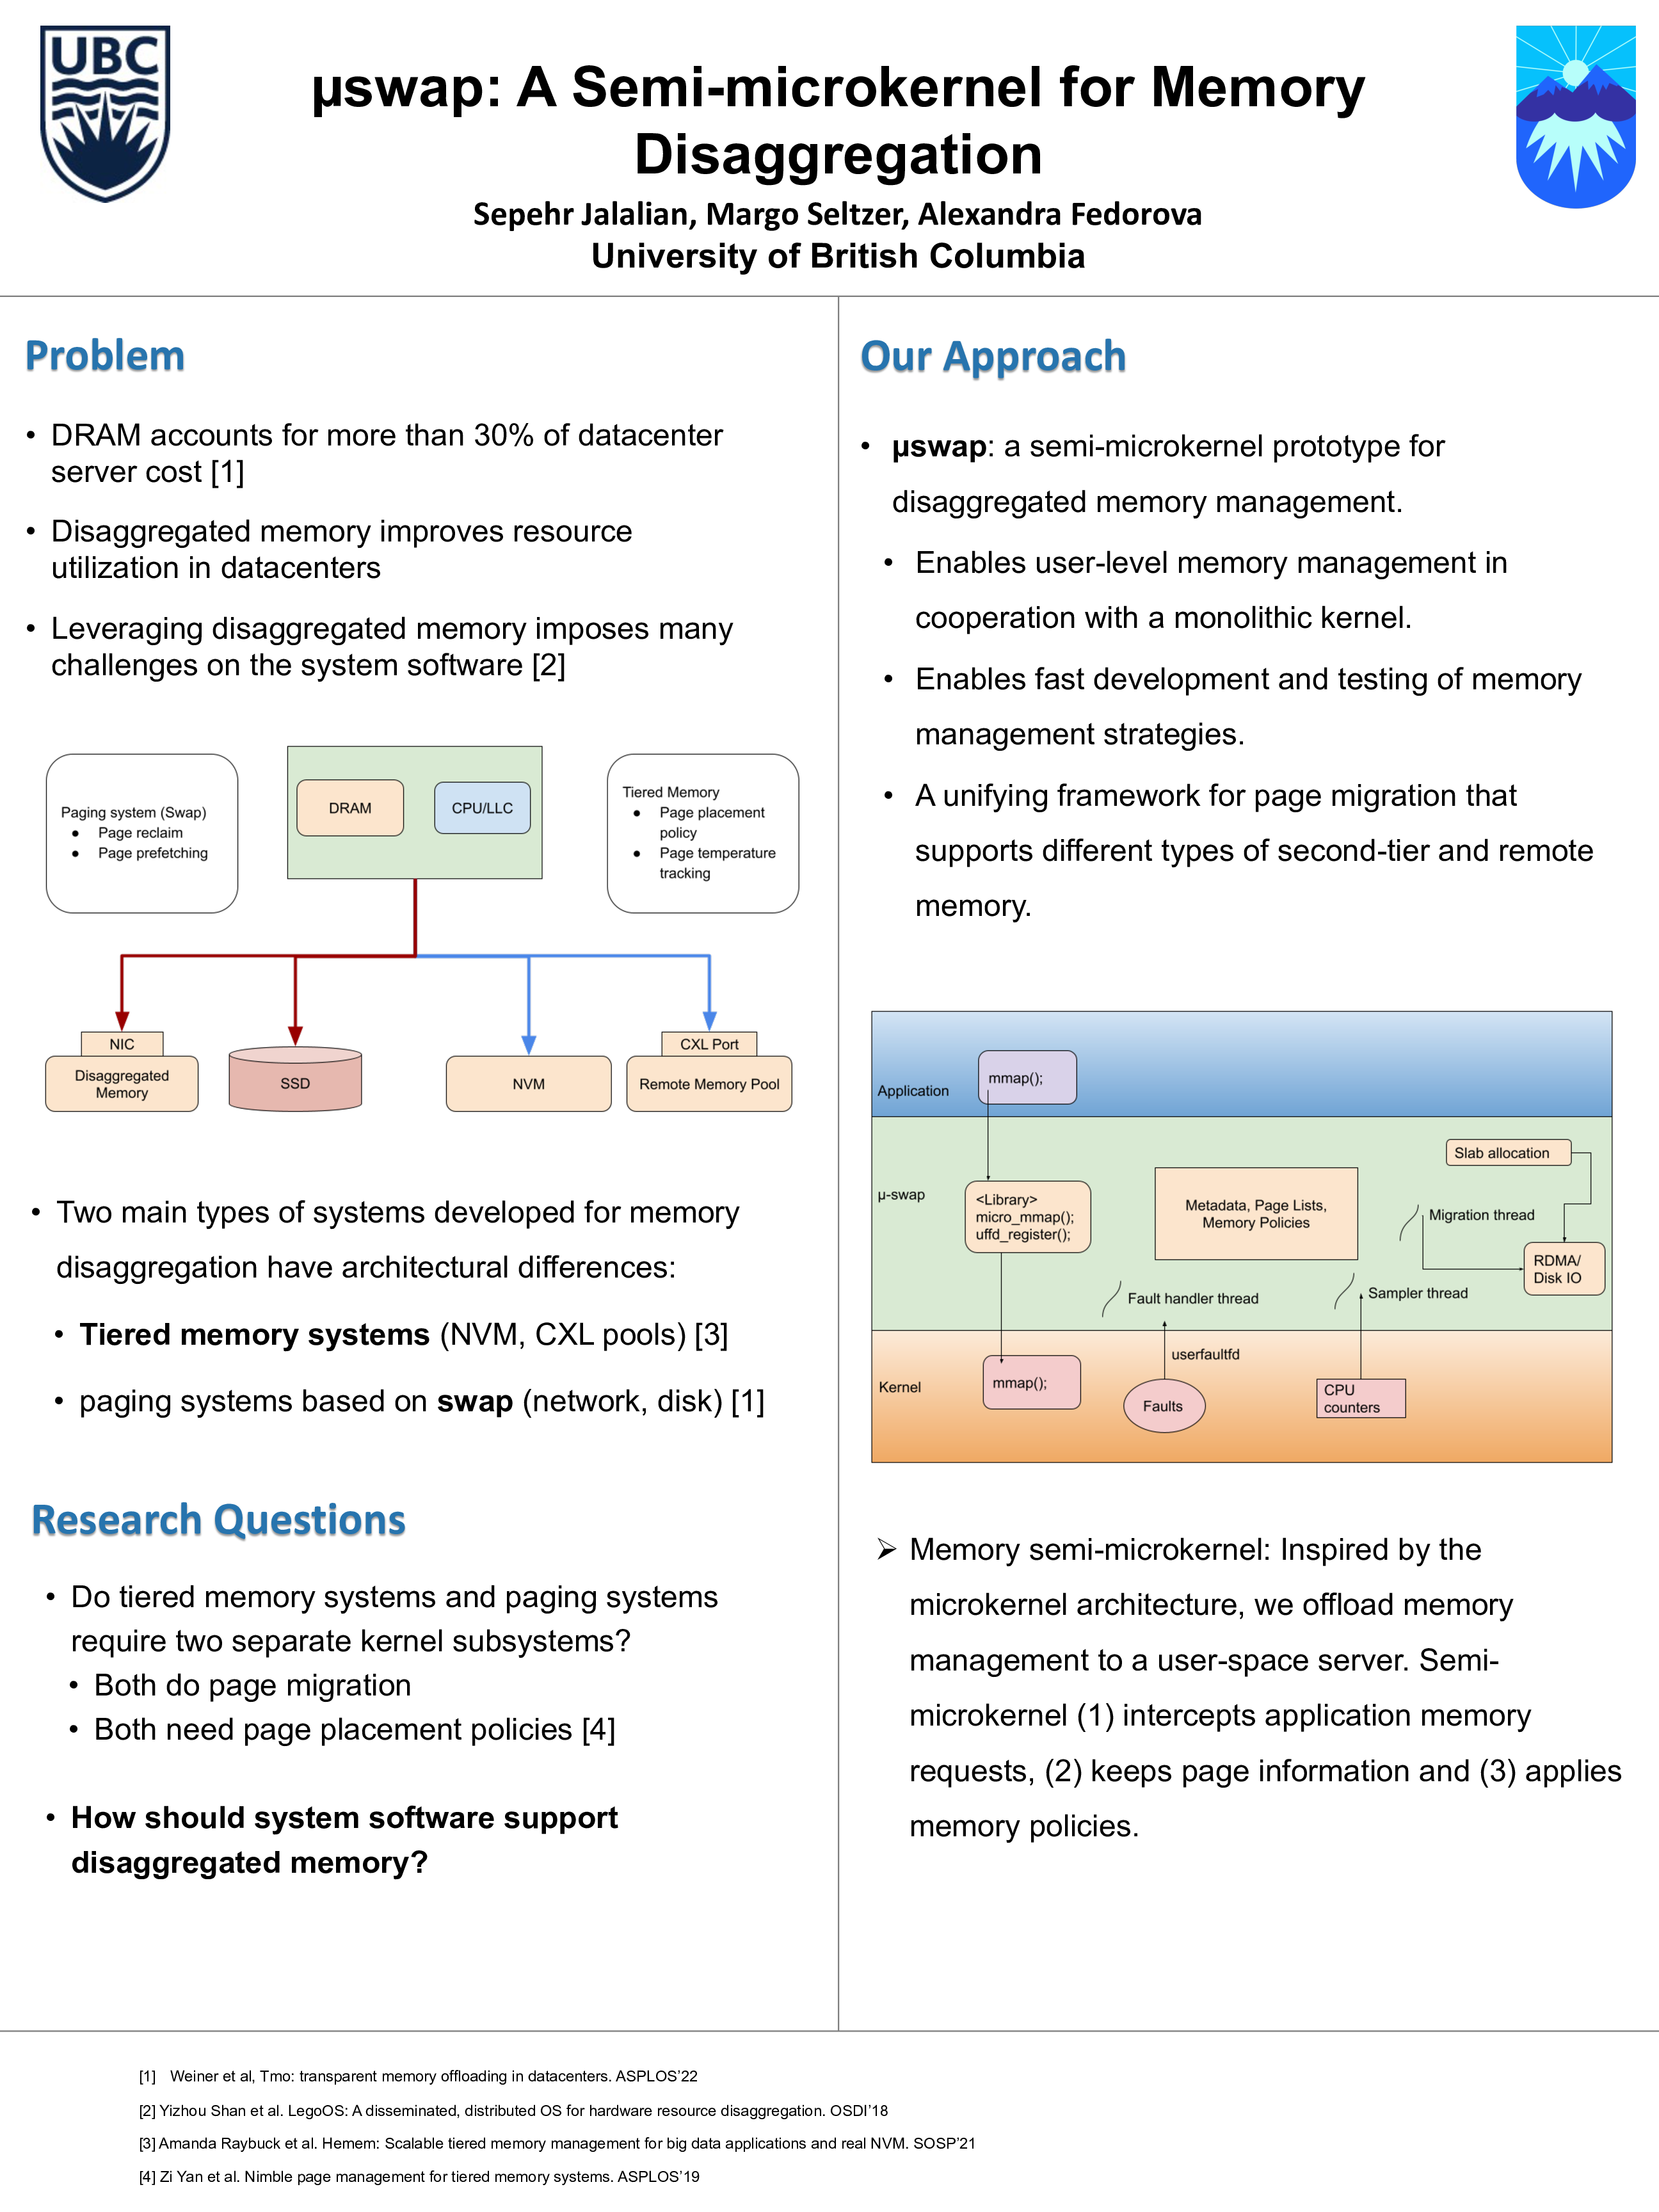 UBC
µswap: A Semi-microkernel for Memory
Disaggregation
Sepehr Jalalian, Margo Seltzer, Alexandra Fedorova
University of British Columbia
Problem
• DRAM accounts for more than 30% of datacenter
server cost [1]
• Disaggregated memory improves resource
utilization in datacenters
• Leveraging disaggregated memory imposes many
challenges on the system software [2]
Paging system (Swap)
● Page reclaim
● Page prefetching
DRAM
CPU/LLC
Tiered Memory
● Page placement
policy
● Page temperature
tracking
NIC
Disaggregated
Memory
SSD
NVM
CXL Port
Remote Memory Pool
• Two main types of systems developed for memory
disaggregation have architectural differences:
• Tiered memory systems (NVM, CXL pools) [3]
• paging systems based on swap (network, disk) [1]
Research Questions
• Do tiered memory systems and paging systems
require two separate kernel subsystems?
• Both do page migration
• Both need page placement policies [4]
• How should system software support
disaggregated memory?
Our Approach
• µswap: a semi-microkernel prototype for
disaggregated memory management.
• Enables user-level memory management in
cooperation with a monolithic kernel.
• Enables fast development and testing of memory
management strategies.
• A unifying framework for page migration that
supports different types of second-tier and remote
memory.
Application
mmap();
µ-swap
<Library>
micro_mmap();
uffd_register();
Metadata, Page Lists,
Memory Policies
Slab allocation
Migration thread
RDMA/
Disk IO
Fault handler thread
Sampler thread
userfaultfd
Kernel
mmap();
Faults
CPU
counters
➢ Memory semi-microkernel: Inspired by the
microkernel architecture, we offload memory
management to a user-space server. Semi-
microkernel (1) intercepts application memory
requests, (2) keeps page information and (3) applies
memory policies.
[1] Weiner et al, Tmo: transparent memory offloading in datacenters. ASPLOS’22
[2] Yizhou Shan et al. LegoOS: A disseminated, distributed OS for hardware resource disaggregation. OSDI’18
[3] Amanda Raybuck et al. Hemem: Scalable tiered memory management for big data applications and real NVM. SOSP’21
[4] Zi Yan et al. Nimble page management for tiered memory systems. ASPLOS’19